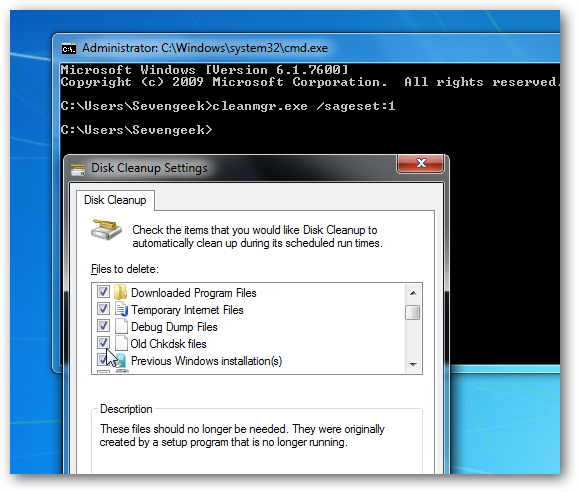 Administrator: C:\Windows\system32\cmd.exe
Microsoft Windows [Version 6.1.7600]
Copyright (c) 2009 Microsoft Corporation.  All rights reserved.
C:\Users\Sevengeek>cleanmgr.exe /sageset:1
C:\Users\Sevengeek>
Disk Cleanup Settings
Disk Cleanup
Check the items that you would like Disk Cleanup to
automatically clean up during its scheduled run times.
Files to delete:
Downloaded Program Files
Temporary Internet Files
Debug Dump Files
Old Chkdsk files
Previous Windows installation(s)
Description
These files should no longer be needed. They were originally
created by a setup program that is no longer running.